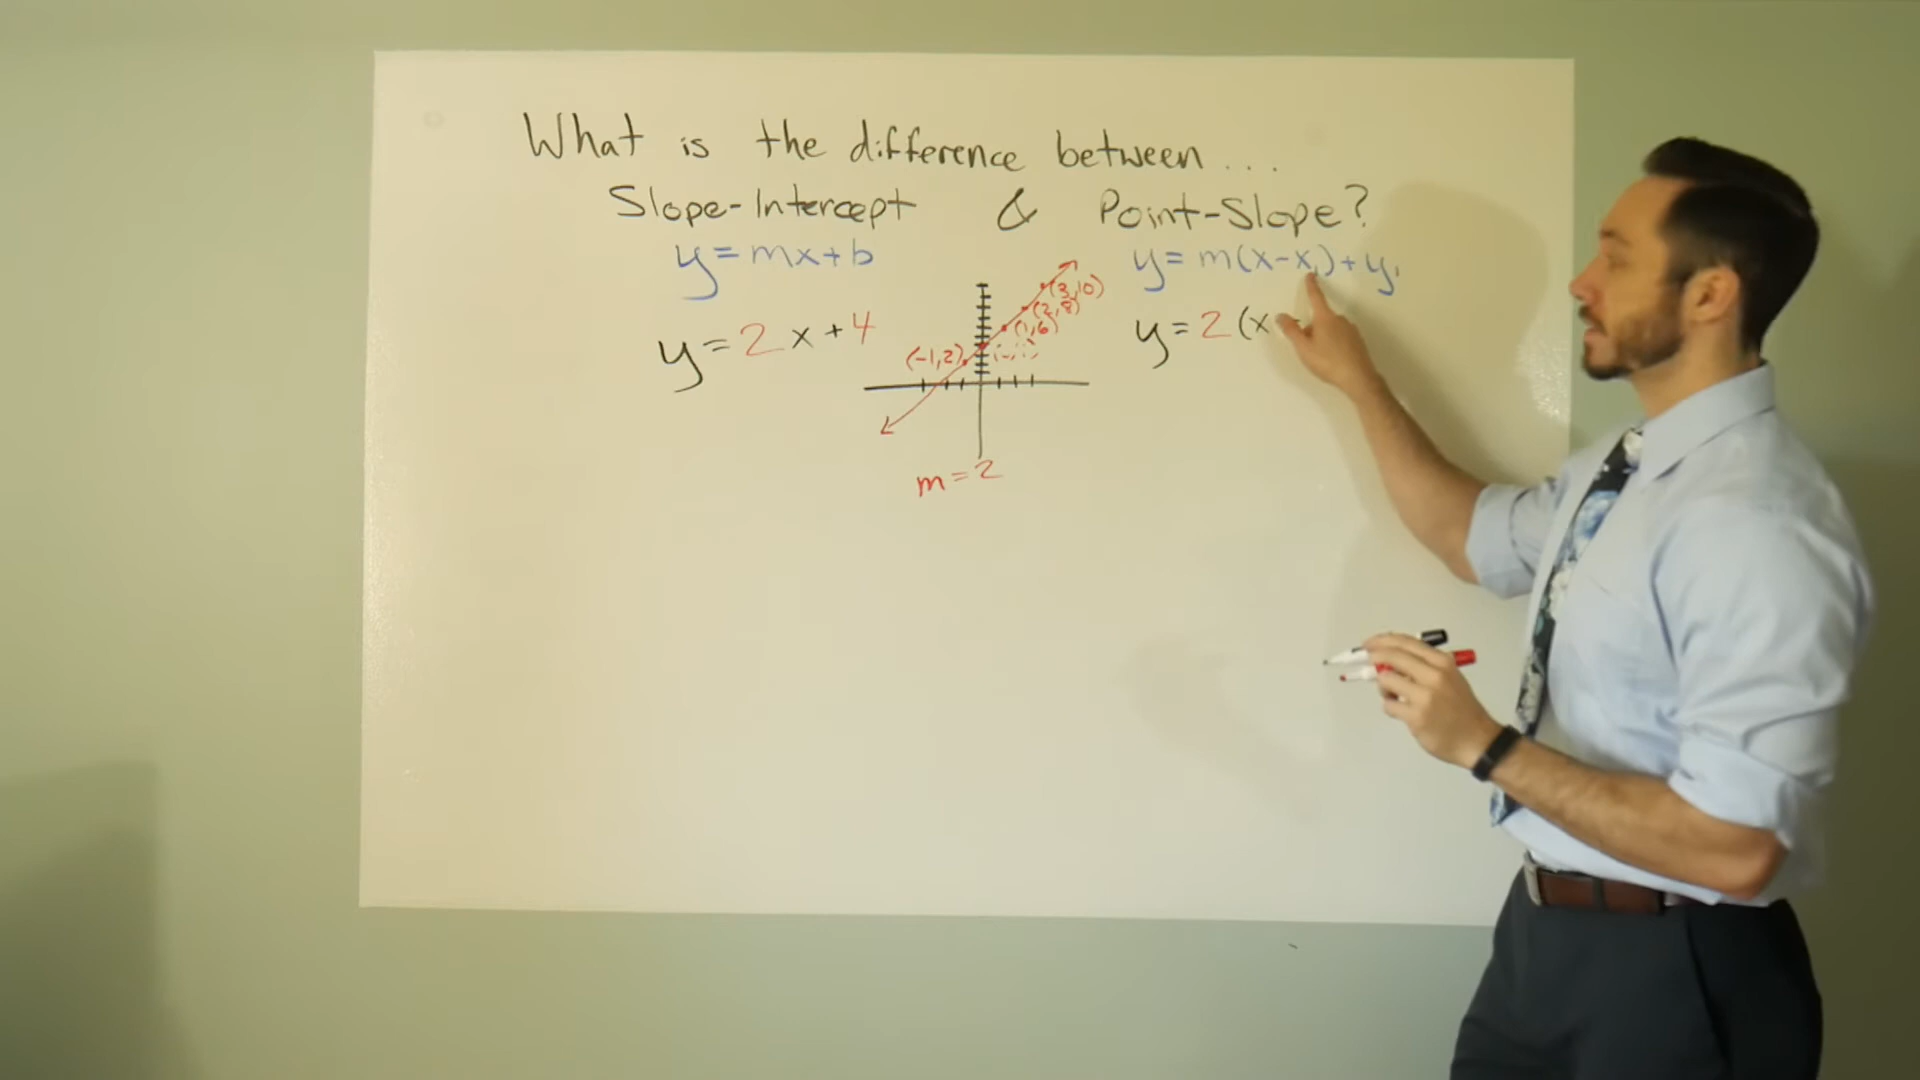 What is the difference between ...
Slope-Intercept & Point-Slope?
y = mx + b
y = m(x - x₁) + y₁
y = 2x + 4
y = 2(x -
(3,10)
(2,8)
(1,6)
(-1,2)
m = 2